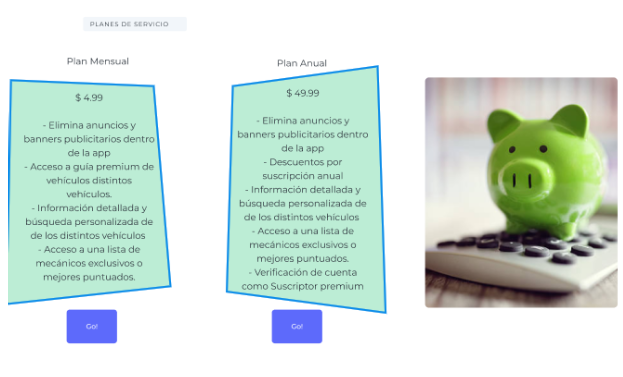 PLANES DE SERVICIO
Plan Mensual
$ 4.99
- Elimina anuncios y
banners publicitarios dentro
de la app
- Acceso a guía premium de
vehículos distintos
vehículos.
- Información detallada y
búsqueda personalizada de
de los distintos vehículos
- Acceso a una lista de
mecánicos exclusivos o
mejores puntuados.
Go!
Plan Anual
$ 49.99
- Elimina anuncios y
banners publicitarios dentro
de la app
- Descuentos por
suscripción anual
- Información detallada y
búsqueda personalizada de
de los distintos vehículos
- Acceso a una lista de
mecánicos exclusivos o
mejores puntuados.
- Verificación de cuenta
como Suscriptor premium
Go!